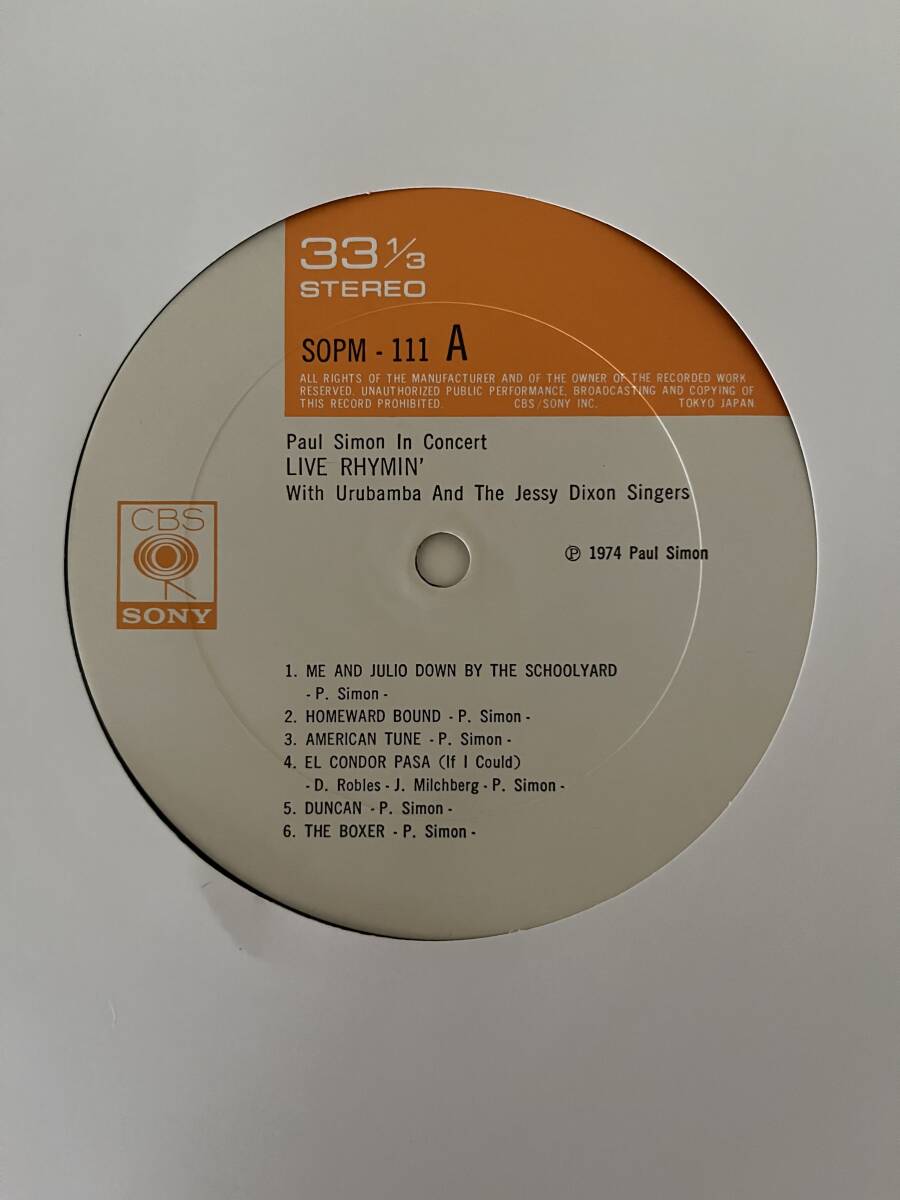 33 1/3
STEREO
SOPM - 111 A
ALL RIGHTS OF THE MANUFACTURER AND OF THE OWNER OF THE RECORDED WORK
RESERVED. UNAUTHORIZED PUBLIC PERFORMANCE, BROADCASTING AND COPYING OF
THIS RECORD PROHIBITED. CBS/SONY INC. TOKYO JAPAN.
Paul Simon In Concert
LIVE RHYMIN'
With Urubamba And The Jessy Dixon Singers
CBS
SONY
℗ 1974 Paul Simon
1. ME AND JULIO DOWN BY THE SCHOOLYARD
- P. Simon -
2. HOMEWARD BOUND - P. Simon -
3. AMERICAN TUNE - P. Simon -
4. EL CONDOR PASA (If I Could)
- D. Robles - J. Milchberg - P. Simon -
5. DUNCAN - P. Simon -
6. THE BOXER - P. Simon -